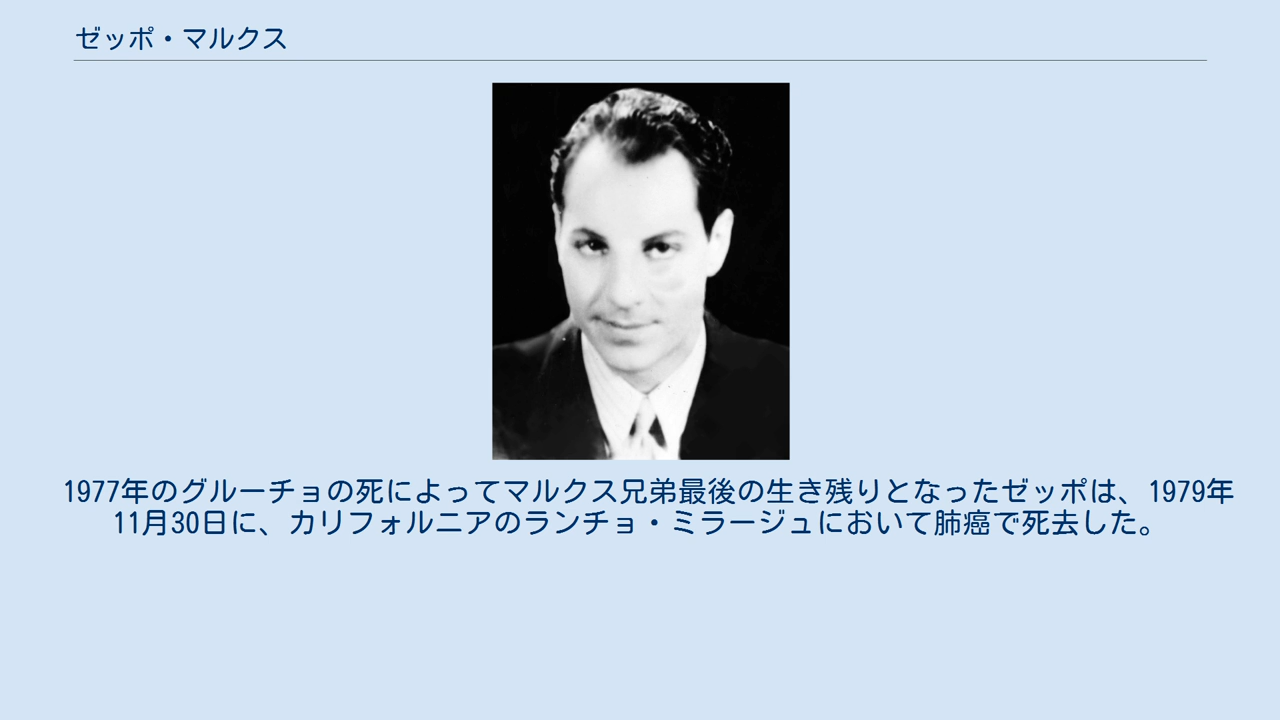 ゼッポ・マルクス
1977年のグルーチョの死によってマルクス兄弟最後の生き残りとなったゼッポは、1979年
11月30日に、カリフォルニアのランチョ・ミラージュにおいて肺癌で死去した。